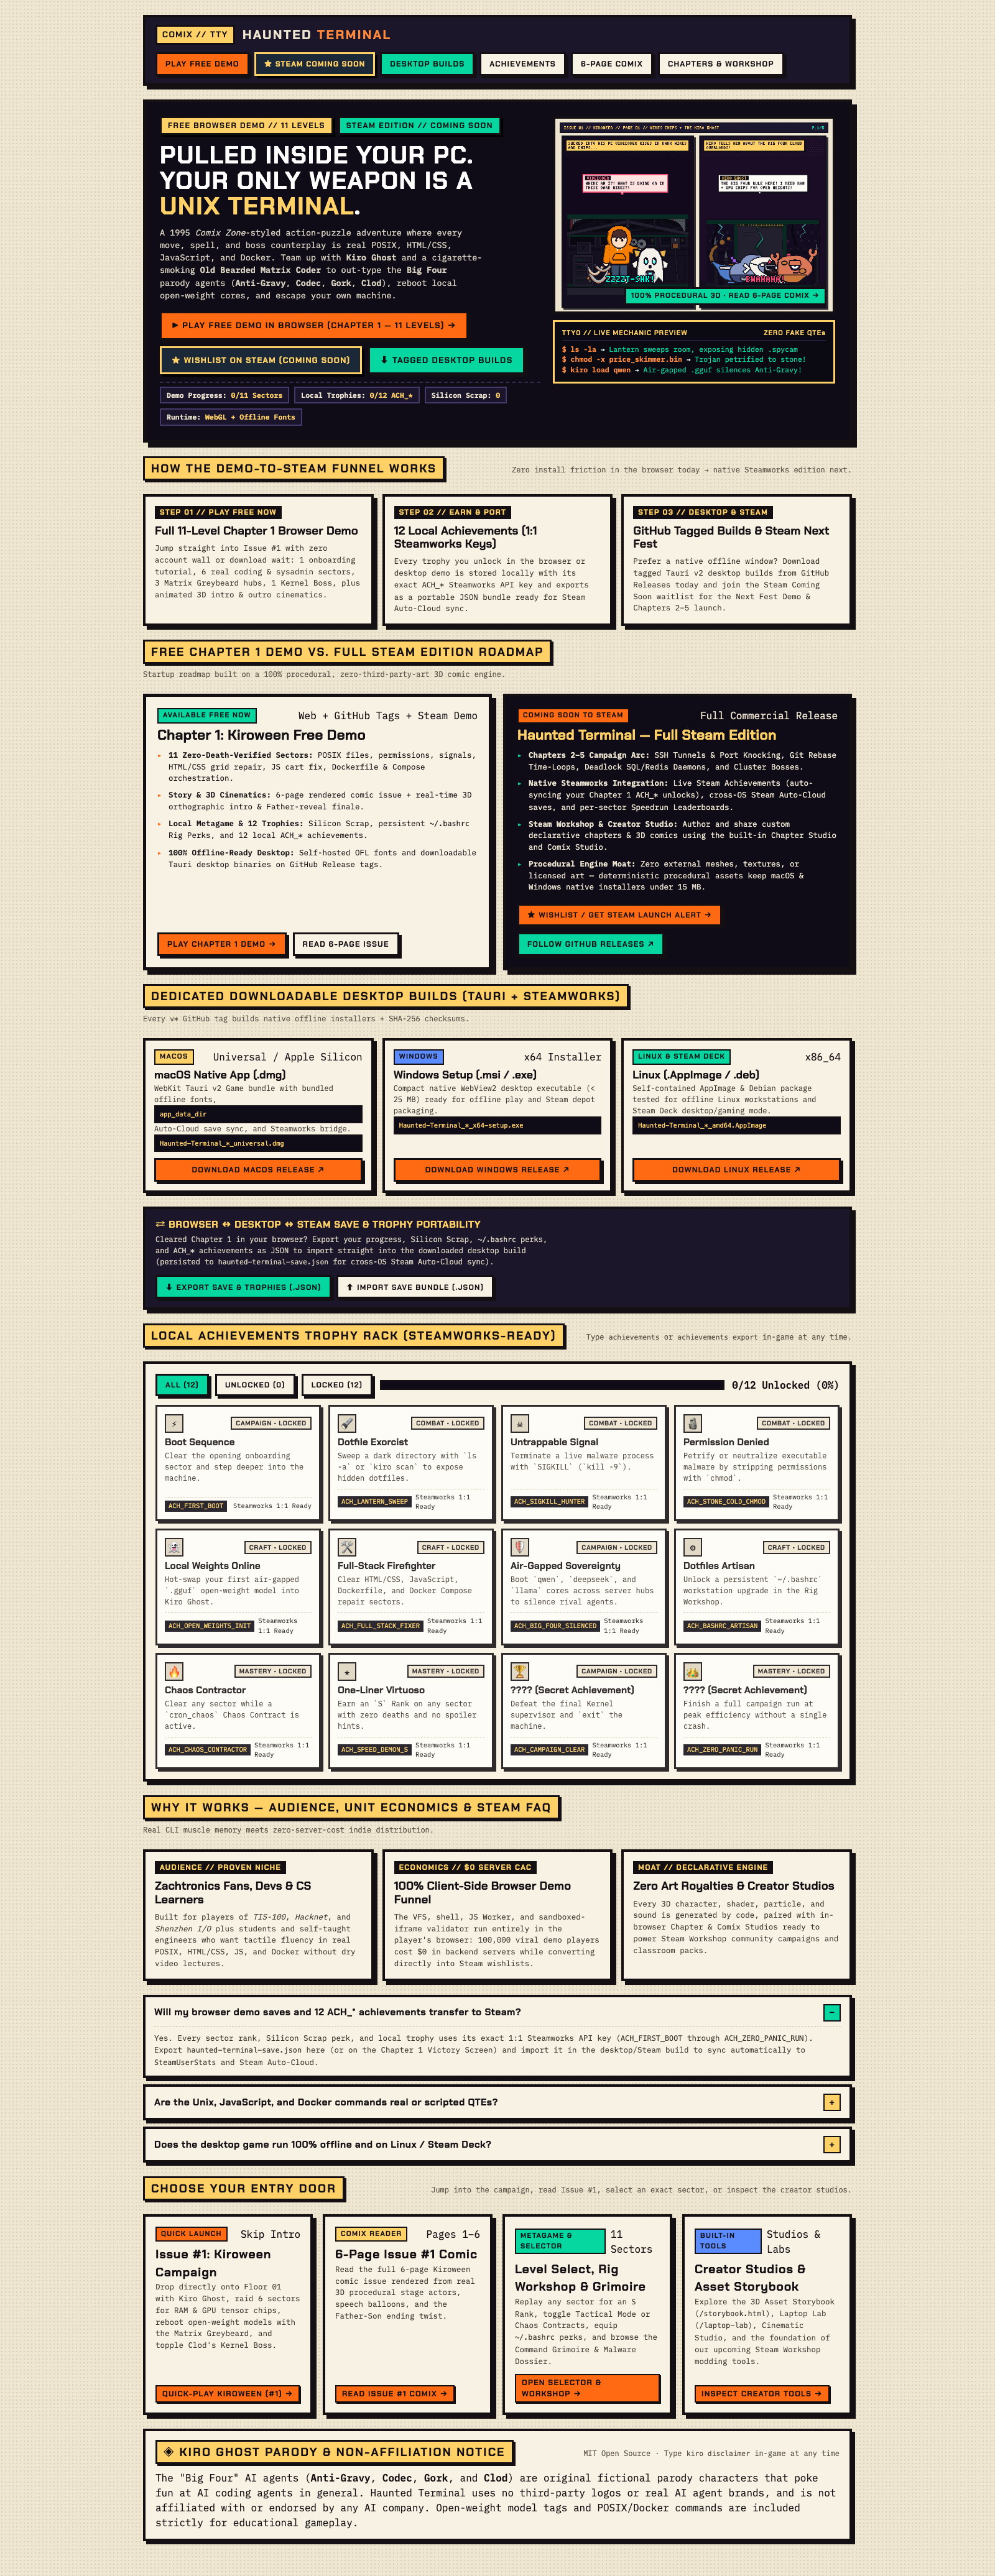 COMIX // TTY
HAUNTED TERMINAL
PLAY FREE DEMO
★ STEAM COMING SOON
DESKTOP BUILDS
ACHIEVEMENTS
6-PAGE COMIX
CHAPTERS & WORKSHOP
FREE BROWSER DEMO // 11 LEVELS
STEAM EDITION // COMING SOON
PULLED INSIDE YOUR PC.
YOUR ONLY WEAPON IS A
UNIX TERMINAL.
A 1995 Comix Zone-styled action-puzzle adventure where every
move, spell, and boss counterplay is real POSIX, HTML/CSS,
JavaScript, and Docker. Team up with Kiro Ghost and a cigarette-
smoking Old Bearded Matrix Coder to out-type the Big Four
parody agents (Anti-Gravy, Codec, Gork, Clod), reboot local
open-weight cores, and escape your own machine.
▶ PLAY FREE DEMO IN BROWSER (CHAPTER 1 — 11 LEVELS) →
★ WISHLIST ON STEAM (COMING SOON)
⬇ TAGGED DESKTOP BUILDS
Demo Progress: 0/11 Sectors
Local Trophies: 0/12 ACH_★
Silicon Scrap: 0
Runtime: WebGL + Offline Fonts
ZZZZT-SHK!
BWAHAHA!
100% PROCEDURAL 3D · READ 6-PAGE COMIX →
TTY0 // LIVE MECHANIC PREVIEW
ZERO FAKE QTEs
$ ls -la → Lantern sweeps room, exposing hidden .spycam
$ chmod -x price_skimmer.bin → Trojan petrified to stone!
$ kiro load qwen → Air-gapped .gguf silences Anti-Gravy!
HOW THE DEMO-TO-STEAM FUNNEL WORKS
Zero install friction in the browser today → native Steamworks edition next.
STEP 01 // PLAY FREE NOW
Full 11-Level Chapter 1 Browser Demo
Jump straight into Issue #1 with zero
account wall or download wait: 1 onboarding
tutorial, 6 real coding & sysadmin sectors,
3 Matrix Greybeard hubs, 1 Kernel Boss, plus
animated 3D intro & outro cinematics.
STEP 02 // EARN & PORT
12 Local Achievements (1:1
Steamworks Keys)
Every trophy you unlock in the browser or
desktop demo is stored locally with its
exact ACH_* Steamworks API key and exports
as a portable JSON bundle ready for Steam
Auto-Cloud sync.
STEP 03 // DESKTOP & STEAM
GitHub Tagged Builds & Steam Next
Fest
Prefer a native offline window? Download
tagged Tauri v2 desktop builds from GitHub
Releases today and join the Steam Coming
Soon waitlist for the Next Fest Demo &
Chapters 2–5 launch.
FREE CHAPTER 1 DEMO VS. FULL STEAM EDITION ROADMAP
Startup roadmap built on a 100% procedural, zero-third-party-art 3D comic engine.
AVAILABLE FREE NOW
Web + GitHub Tags + Steam Demo
Chapter 1: Kiroween Free Demo
▸ 11 Zero-Death-Verified Sectors: POSIX files, permissions, signals,
HTML/CSS grid repair, JS cart fix, Dockerfile & Compose
orchestration.
▸ Story & 3D Cinematics: 6-page rendered comic issue + real-time 3D
orthographic intro & Father-reveal finale.
▸ Local Metagame & 12 Trophies: Silicon Scrap, persistent ~/.bashrc
Rig Perks, and 12 local ACH_* achievements.
▸ 100% Offline-Ready Desktop: Self-hosted OFL fonts and downloadable
Tauri desktop binaries on GitHub Release tags.
PLAY CHAPTER 1 DEMO →
READ 6-PAGE ISSUE
COMING SOON TO STEAM
Full Commercial Release
Haunted Terminal — Full Steam Edition
▸ Chapters 2–5 Campaign Arc: SSH Tunnels & Port Knocking, Git Rebase
Time-Loops, Deadlock SQL/Redis Daemons, and Cluster Bosses.
▸ Native Steamworks Integration: Live Steam Achievements (auto-
syncing your Chapter 1 ACH_* unlocks), cross-OS Steam Auto-Cloud
saves, and per-sector Speedrun Leaderboards.
▸ Steam Workshop & Creator Studio: Author and share custom
declarative chapters & 3D comics using the built-in Chapter Studio
and Comix Studio.
▸ Procedural Engine Moat: Zero external meshes, textures, or
licensed art — deterministic procedural assets keep macOS &
Windows native installers under 15 MB.
★ WISHLIST / GET STEAM LAUNCH ALERT →
FOLLOW GITHUB RELEASES ↗
DEDICATED DOWNLOADABLE DESKTOP BUILDS (TAURI + STEAMWORKS)
Every v* GitHub tag builds native offline installers + SHA-256 checksums.
MACOS
Universal / Apple Silicon
macOS Native App (.dmg)
WebKit Tauri v2 Game bundle with bundled
offline fonts,
app_data_dir
Auto-Cloud save sync, and Steamworks bridge.
Haunted-Terminal_*_universal.dmg
DOWNLOAD MACOS RELEASE ↗
WINDOWS
x64 Installer
Windows Setup (.msi / .exe)
Compact native WebView2 desktop executable (<
25 MB) ready for offline play and Steam depot
packaging.
Haunted-Terminal_*_x64-setup.exe
DOWNLOAD WINDOWS RELEASE ↗
LINUX & STEAM DECK
x86_64
Linux (.AppImage / .deb)
Self-contained AppImage & Debian package
tested for offline Linux workstations and
Steam Deck desktop/gaming mode.
Haunted-Terminal_*_amd64.AppImage
DOWNLOAD LINUX RELEASE ↗
⇄ BROWSER ↔ DESKTOP ↔ STEAM SAVE & TROPHY PORTABILITY
Cleared Chapter 1 in your browser? Export your progress, Silicon Scrap, ~/.bashrc perks,
and ACH_* achievements as JSON to import straight into the downloaded desktop build
(persisted to haunted-terminal-save.json for cross-OS Steam Auto-Cloud sync).
⬇ EXPORT SAVE & TROPHIES (.JSON)
⬆ IMPORT SAVE BUNDLE (.JSON)
LOCAL ACHIEVEMENTS TROPHY RACK (STEAMWORKS-READY)
Type achievements or achievements export in-game at any time.
ALL (12)
UNLOCKED (0)
LOCKED (12)
0/12 Unlocked (0%)
CAMPAIGN • LOCKED
Boot Sequence
Clear the opening onboarding
sector and step deeper into the
machine.
ACH_FIRST_BOOT
Steamworks 1:1 Ready
COMBAT • LOCKED
Dotfile Exorcist
Sweep a dark directory with `ls
-a` or `kiro scan` to expose
hidden dotfiles.
ACH_LANTERN_SWEEP
Steamworks 1:1
Ready
COMBAT • LOCKED
Untrappable Signal
Terminate a live malware process
with `SIGKILL` (`kill -9`).
ACH_SIGKILL_HUNTER
Steamworks 1:1
Ready
COMBAT • LOCKED
Permission Denied
Petrify or neutralize executable
malware by stripping permissions
with `chmod`.
ACH_STONE_COLD_CHMOD
Steamworks 1:1
Ready
CRAFT • LOCKED
Local Weights Online
Hot-swap your first air-gapped
`.gguf` open-weight model into
Kiro Ghost.
ACH_OPEN_WEIGHTS_INIT
Steamworks
1:1 Ready
CRAFT • LOCKED
Full-Stack Firefighter
Clear HTML/CSS, JavaScript,
Dockerfile, and Docker Compose
repair sectors.
ACH_FULL_STACK_FIXER
Steamworks 1:1
Ready
CAMPAIGN • LOCKED
Air-Gapped Sovereignty
Boot `qwen`, `deepseek`, and
`llama` cores across server hubs
to silence rival agents.
ACH_BIG_FOUR_SILENCED
Steamworks
1:1 Ready
CRAFT • LOCKED
Dotfiles Artisan
Unlock a persistent `~/.bashrc`
workstation upgrade in the Rig
Workshop.
ACH_BASHRC_ARTISAN
Steamworks 1:1
Ready
MASTERY • LOCKED
Chaos Contractor
Clear any sector while a
`cron_chaos` Chaos Contract is
active.
ACH_CHAOS_CONTRACTOR
Steamworks 1:1
Ready
MASTERY • LOCKED
One-Liner Virtuoso
Earn an `S` Rank on any sector
with zero deaths and no spoiler
hints.
ACH_SPEED_DEMON_S
Steamworks 1:1
Ready
CAMPAIGN • LOCKED
???? (Secret Achievement)
Defeat the final Kernel
supervisor and `exit` the
machine.
ACH_CAMPAIGN_CLEAR
Steamworks 1:1
Ready
MASTERY • LOCKED
???? (Secret Achievement)
Finish a full campaign run at
peak efficiency without a single
crash.
ACH_ZERO_PANIC_RUN
Steamworks 1:1
Ready
WHY IT WORKS — AUDIENCE, UNIT ECONOMICS & STEAM FAQ
Real CLI muscle memory meets zero-server-cost indie distribution.
AUDIENCE // PROVEN NICHE
Zachtronics Fans, Devs & CS
Learners
Built for players of TIS-100, Hacknet, and
Shenzhen I/O plus students and self-taught
engineers who want tactile fluency in real
POSIX, HTML/CSS, JS, and Docker without dry
video lectures.
ECONOMICS // $0 SERVER CAC
100% Client-Side Browser Demo
Funnel
The VFS, shell, JS Worker, and sandboxed-
iframe validator run entirely in the
player's browser: 100,000 viral demo players
cost $0 in backend servers while converting
directly into Steam wishlists.
MOAT // DECLARATIVE ENGINE
Zero Art Royalties & Creator Studios
Every 3D character, shader, particle, and
sound is generated by code, paired with in-
browser Chapter & Comix Studios ready to
power Steam Workshop community campaigns and
classroom packs.
Will my browser demo saves and 12 ACH_* achievements transfer to Steam?
−
Yes. Every sector rank, Silicon Scrap perk, and local trophy uses its exact 1:1 Steamworks API key (ACH_FIRST_BOOT through ACH_ZERO_PANIC_RUN).
Export haunted-terminal-save.json here (or on the Chapter 1 Victory Screen) and import it in the desktop/Steam build to sync automatically to
SteamUserStats and Steam Auto-Cloud.
Are the Unix, JavaScript, and Docker commands real or scripted QTEs?
+
Does the desktop game run 100% offline and on Linux / Steam Deck?
+
CHOOSE YOUR ENTRY DOOR
Jump into the campaign, read Issue #1, select an exact sector, or inspect the creator studios.
QUICK LAUNCH
Skip Intro
Issue #1: Kiroween
Campaign
Drop directly onto Floor 01
with Kiro Ghost, raid 6 sectors
for RAM & GPU tensor chips,
reboot open-weight models with
the Matrix Greybeard, and
topple Clod's Kernel Boss.
QUICK-PLAY KIROWEEN (#1) →
COMIX READER
Pages 1–6
6-Page Issue #1 Comic
Read the full 6-page Kiroween
comic issue rendered from real
3D procedural stage actors,
speech balloons, and the
Father-Son ending twist.
READ ISSUE #1 COMIX →
METAGAME &
SELECTOR
11
Sectors
Level Select, Rig
Workshop & Grimoire
Replay any sector for an S
Rank, toggle Tactical Mode or
Chaos Contracts, equip
~/.bashrc perks, and browse the
Command Grimoire & Malware
Dossier.
OPEN SELECTOR &
WORKSHOP →
BUILT-IN
TOOLS
Studios &
Labs
Creator Studios &
Asset Storybook
Explore the 3D Asset Storybook
(/storybook.html), Laptop Lab
(/laptop-lab), Cinematic
Studio, and the foundation of
our upcoming Steam Workshop
modding tools.
INSPECT CREATOR TOOLS →
◈ KIRO GHOST PARODY & NON-AFFILIATION NOTICE
MIT Open Source · Type kiro disclaimer in-game at any time
The "Big Four" AI agents (Anti-Gravy, Codec, Gork, and Clod) are original fictional parody characters that poke
fun at AI coding agents in general. Haunted Terminal uses no third-party logos or real AI agent brands, and is not
affiliated with or endorsed by any AI company. Open-weight model tags and POSIX/Docker commands are included
strictly for educational gameplay.